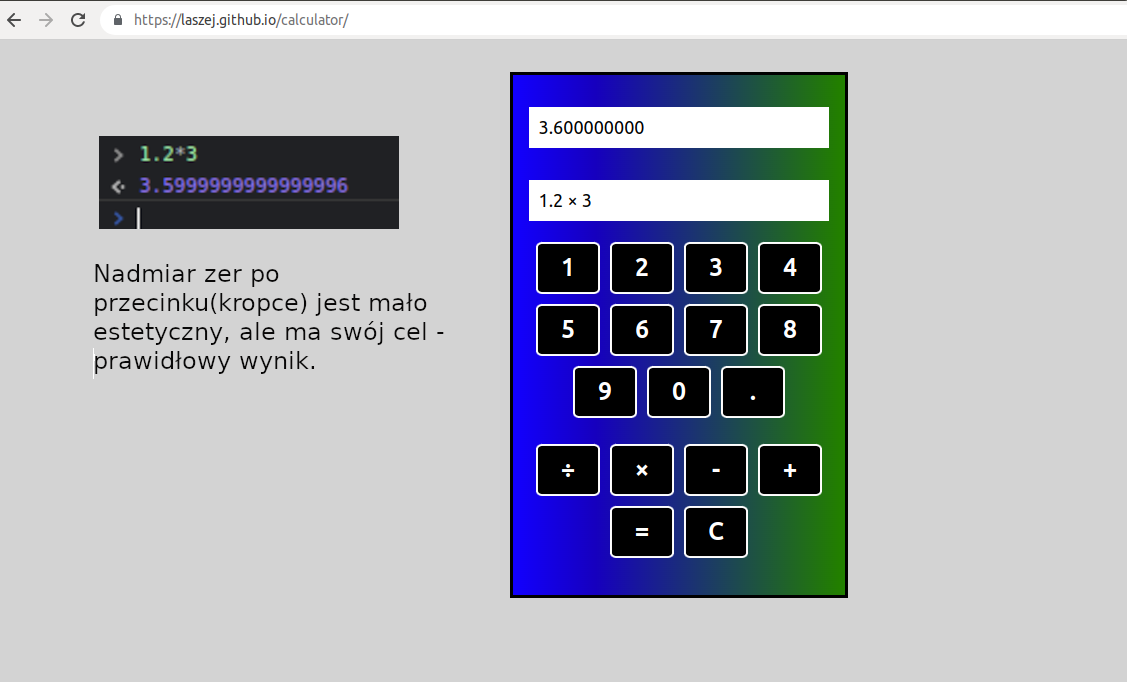 https://laszej.github.io/calculator/
> 1.2*3
3.5999999999999996
>
Nadmiar zer po
przecinku(kropce) jest mało
estetyczny, ale ma swój cel -
prawidłowy wynik.
3.600000000
1.2 × 3
1 2 3 4
5 6 7 8
9 0 .
÷ × - +
= C